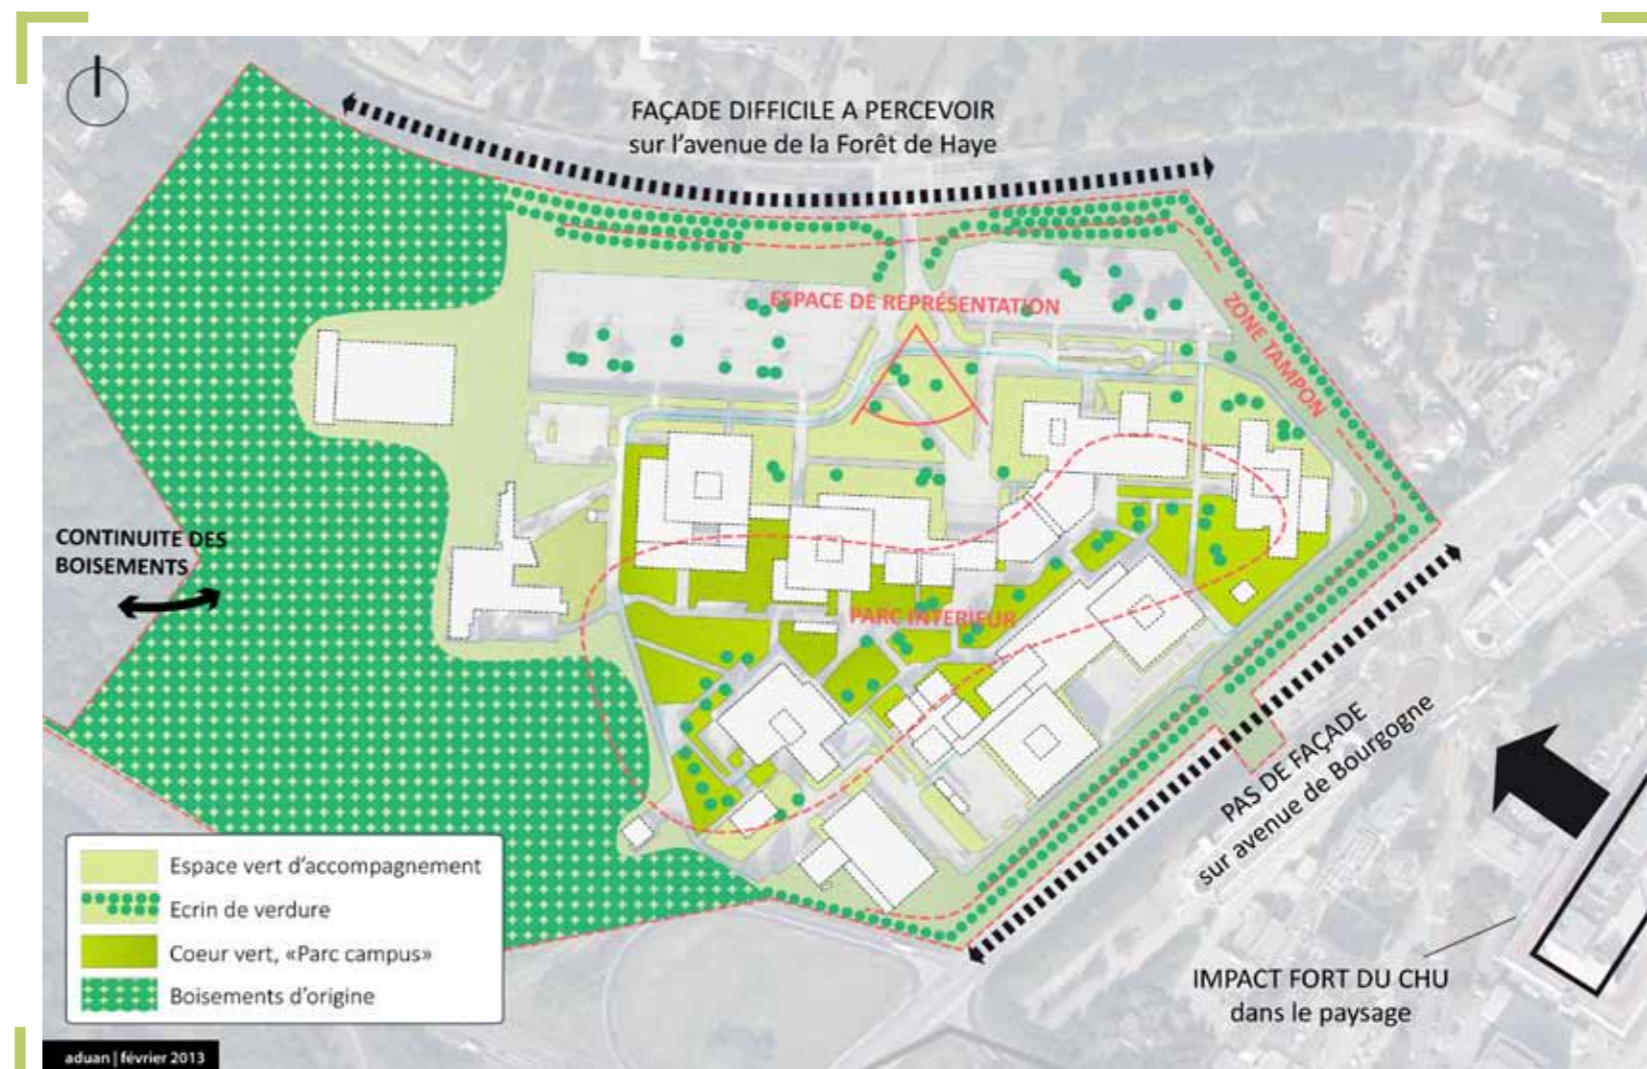 FAÇADE DIFFICILE A PERCEVOIR
sur l'avenue de la Forêt de Haye
ESPACE DE REPRÉSENTATION
ZONE TAMPON
CONTINUITE DES
BOISEMENTS
PARC INTERIEUR
PAS DE FAÇADE
sur avenue de Bourgogne
IMPACT FORT DU CHU
dans le paysage
Espace vert d'accompagnement
Ecrin de verdure
Coeur vert, «Parc campus»
Boisements d'origine
aduan | février 2013